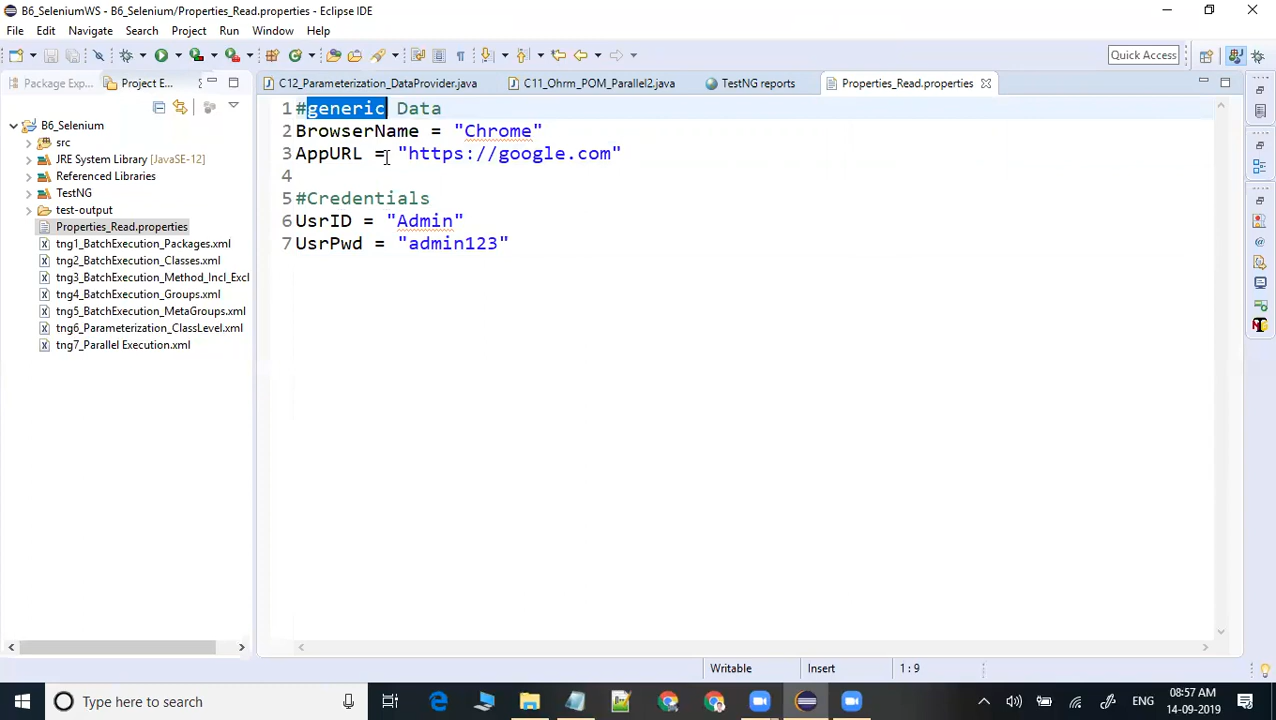 B6_SeleniumWS - B6_Selenium/Properties_Read.properties - Eclipse IDE
File Edit Navigate Search Project Run Window Help
Quick Access
Package Exp
Project E
C12_Parameterization_DataProvider.java
C11_Ohrm_POM_Parallel2.java
TestNG reports
Properties_Read.properties
B6_Selenium
src
JRE System Library [JavaSE-12]
Referenced Libraries
TestNG
test-output
Properties_Read.properties
tng1_BatchExecution_Packages.xml
tng2_BatchExecution_Classes.xml
tng3_BatchExecution_Method_Incl_Excl
tng4_BatchExecution_Groups.xml
tng5_BatchExecution_MetaGroups.xml
tng6_Parameterization_ClassLevel.xml
tng7_Parallel Execution.xml
1 #generic Data
2 BrowserName = "Chrome"
3 AppURL = "https://google.com"
4
5 #Credentials
6 UsrID = "Admin"
7 UsrPwd = "admin123"
Writable Insert 1 : 9
Type here to search
ENG
08:57 AM
14-09-2019